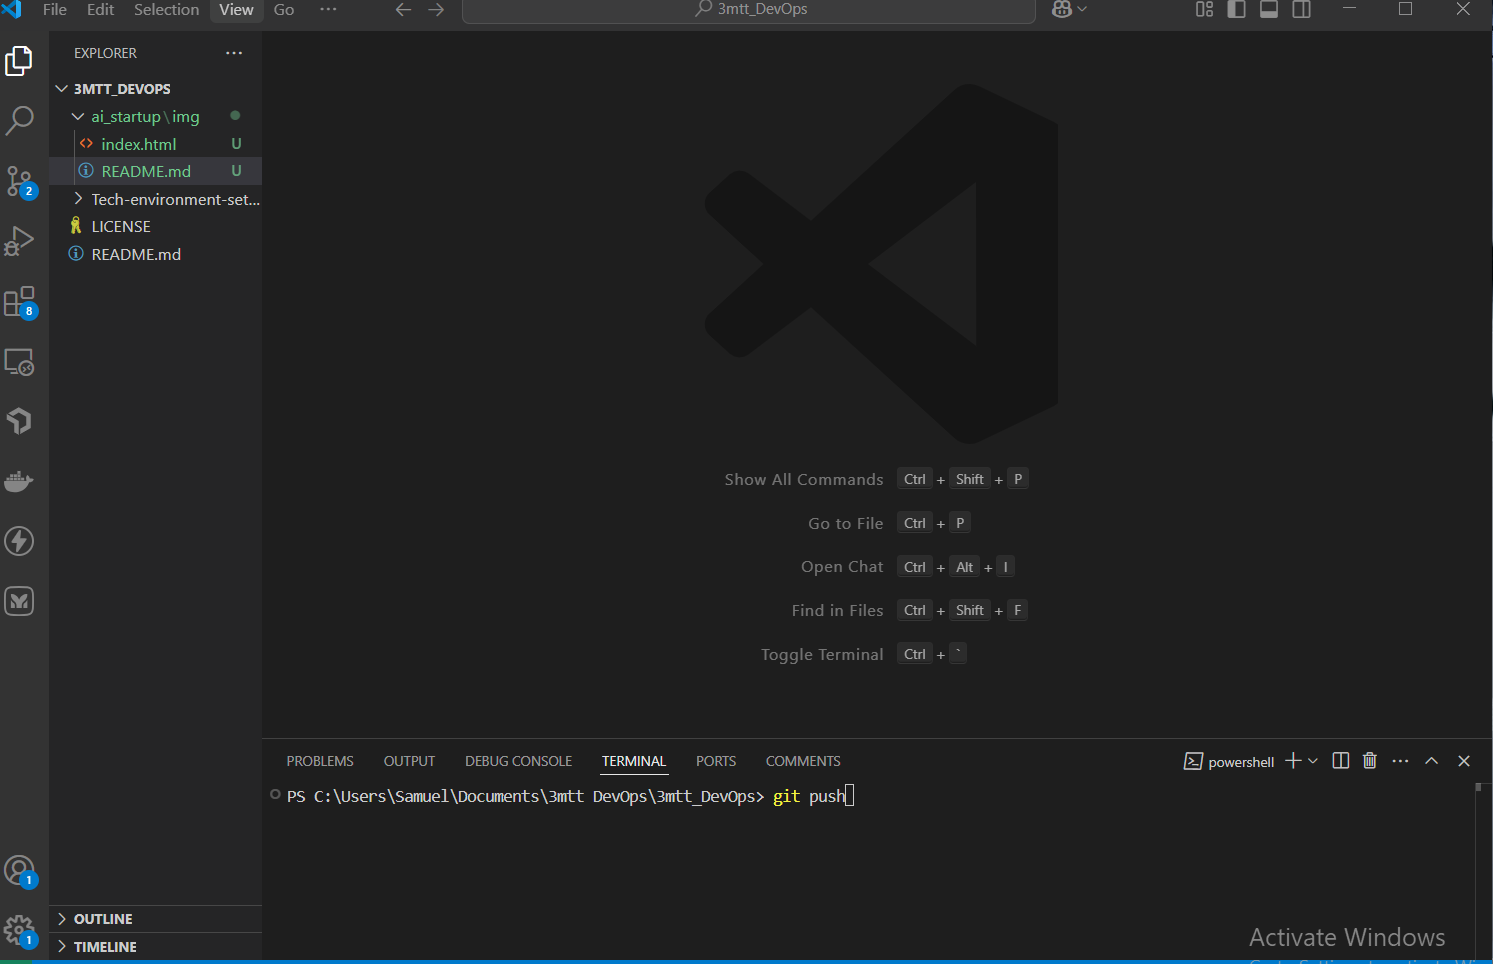 File Edit Selection View Go ··· 3mtt_DevOps
EXPLORER ···
3MTT_DEVOPS
ai_startup\img
index.html U
README.md U
2
Tech-environment-set...
LICENSE
README.md
8
Show All Commands Ctrl + Shift + P
Go to File Ctrl + P
Open Chat Ctrl + Alt + I
Find in Files Ctrl + Shift + F
Toggle Terminal Ctrl + `
PROBLEMS OUTPUT DEBUG CONSOLE TERMINAL PORTS COMMENTS powershell
PS C:\Users\Samuel\Documents\3mtt DevOps\3mtt_DevOps> git push
1
OUTLINE
1
TIMELINE
Activate Windows